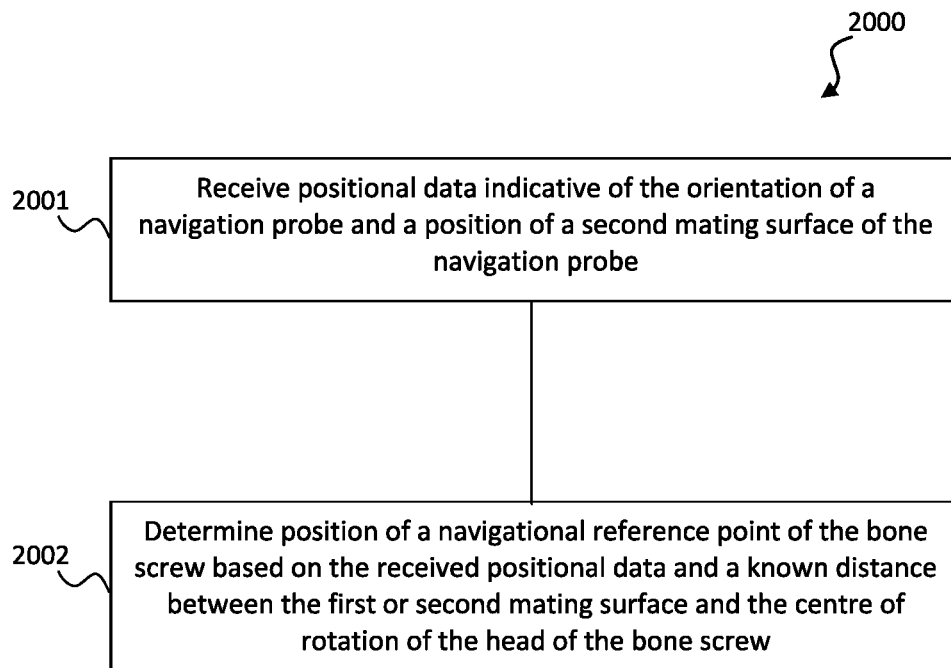 2000
2001
Receive positional data indicative of the orientation of a
navigation probe and a position of a second mating surface of the
navigation probe
2002
Determine position of a navigational reference point of the bone
screw based on the received positional data and a known distance
between the first or second mating surface and the centre of
rotation of the head of the bone screw